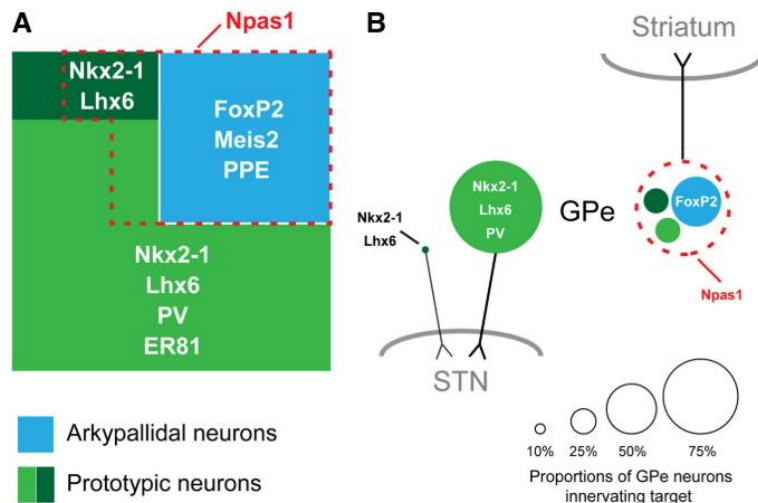 A
Npas1
Nkx2-1
Lhx6
FoxP2
Meis2
PPE
Nkx2-1
Lhx6
PV
ER81
Arkypallidal neurons
Prototypic neurons
B
Striatum
Nkx2-1
Lhx6
Nkx2-1
Lhx6
PV
GPe
FoxP2
Npas1
STN
10% 25% 50% 75%
Proportions of GPe neurons
innervating target